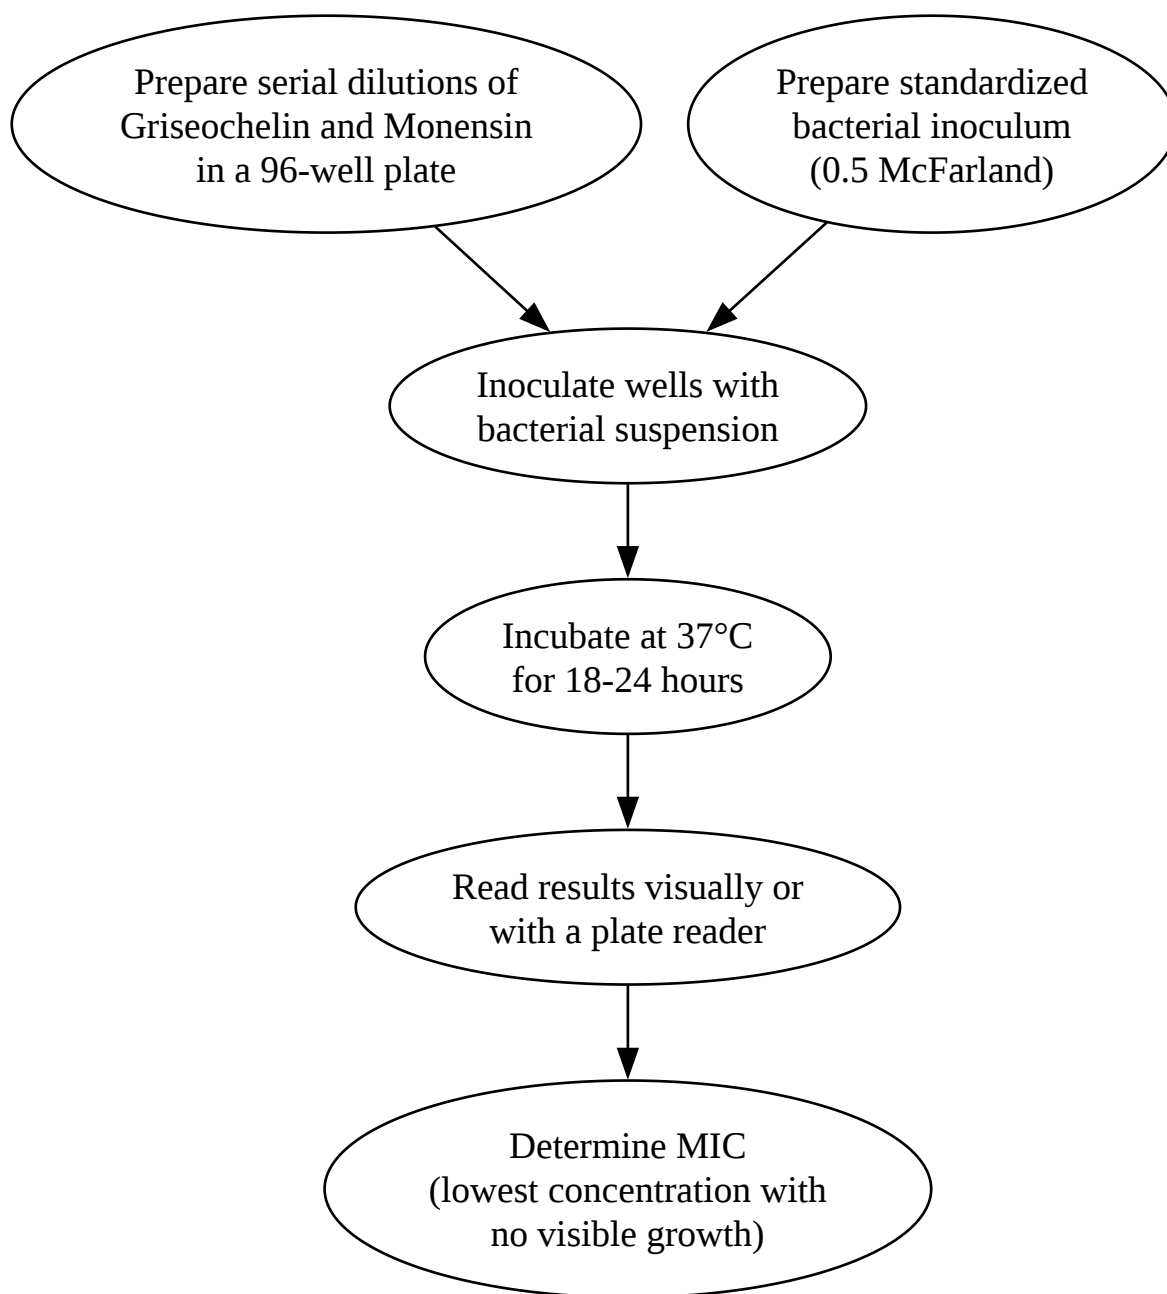 Prepare serial dilutions of
Griseochelin and Monensin
in a 96-well plate
Prepare standardized
bacterial inoculum
(0.5 McFarland)
Inoculate wells with
bacterial suspension
Incubate at 37°C
for 18-24 hours
Read results visually or
with a plate reader
Determine MIC
(lowest concentration with
no visible growth)